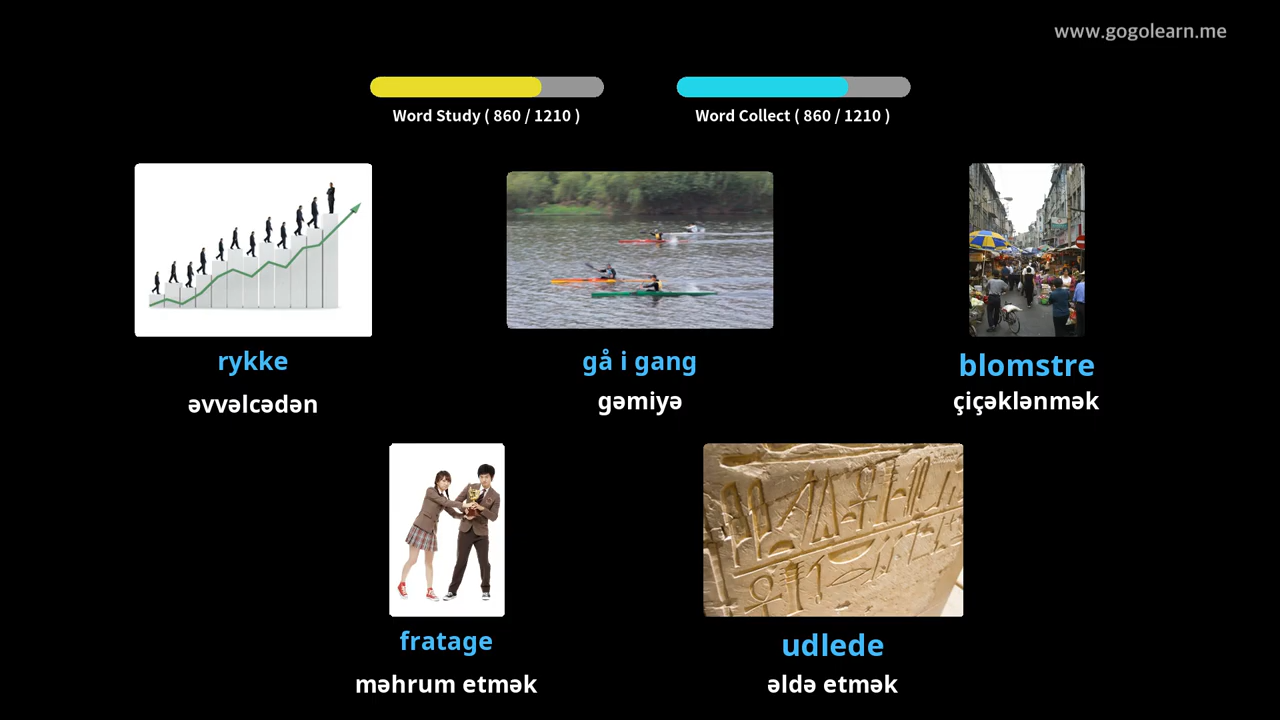 www.gogolearn.me
Word Study ( 860 / 1210 )
Word Collect ( 860 / 1210 )
rykke
əvvəlcədən
gå i gang
gəmiyə
blomstre
çiçəklənmək
fratage
məhrum etmək
udlede
əldə etmək